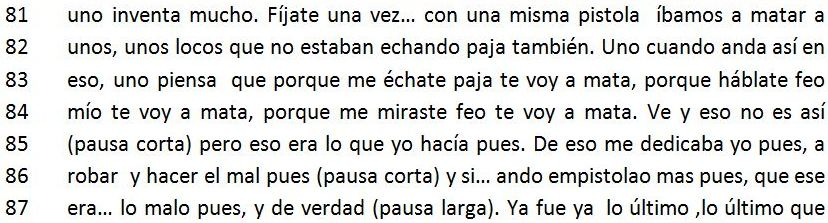 81 uno inventa mucho. Fíjate una vez... con una misma pistola íbamos a matar a
82 unos, unos locos que no estaban echando paja también. Uno cuando anda así en
83 eso, uno piensa que porque me échate paja te voy a mata, porque háblate feo
84 mío te voy a mata, porque me miraste feo te voy a mata. Ve y eso no es así
85 (pausa corta) pero eso era lo que yo hacía pues. De eso me dedicaba yo pues, a
86 robar y hacer el mal pues (pausa corta) y si... ando empistolao mas pues, que ese
87 era... lo malo pues, y de verdad (pausa larga). Ya fue ya lo último ,lo último que